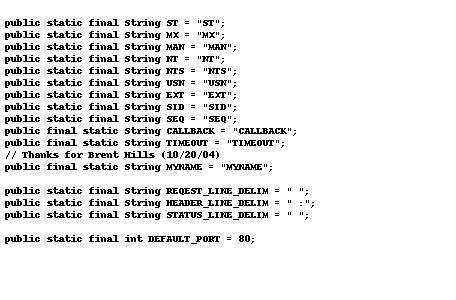 public static final String ST = "ST";
public static final String MX = "MX";
public static final String MAN = "MAN";
public static final String NT = "NT";
public static final String NTS = "NTS";
public static final String USN = "USN";
public static final String EXT = "EXT";
public static final String SID = "SID";
public static final String SEQ = "SEQ";
public final static String CALLBACK = "CALLBACK";
public final static String TIMEOUT = "TIMEOUT";
// Thanks for Brent Hills (10/20/04)
public final static String MYNAME = "MYNAME";
public static final String REQEST_LINE_DELIM = " ";
public static final String HEADER_LINE_DELIM = " :";
public static final String STATUS_LINE_DELIM = " ";
public static final int DEFAULT_PORT = 80;